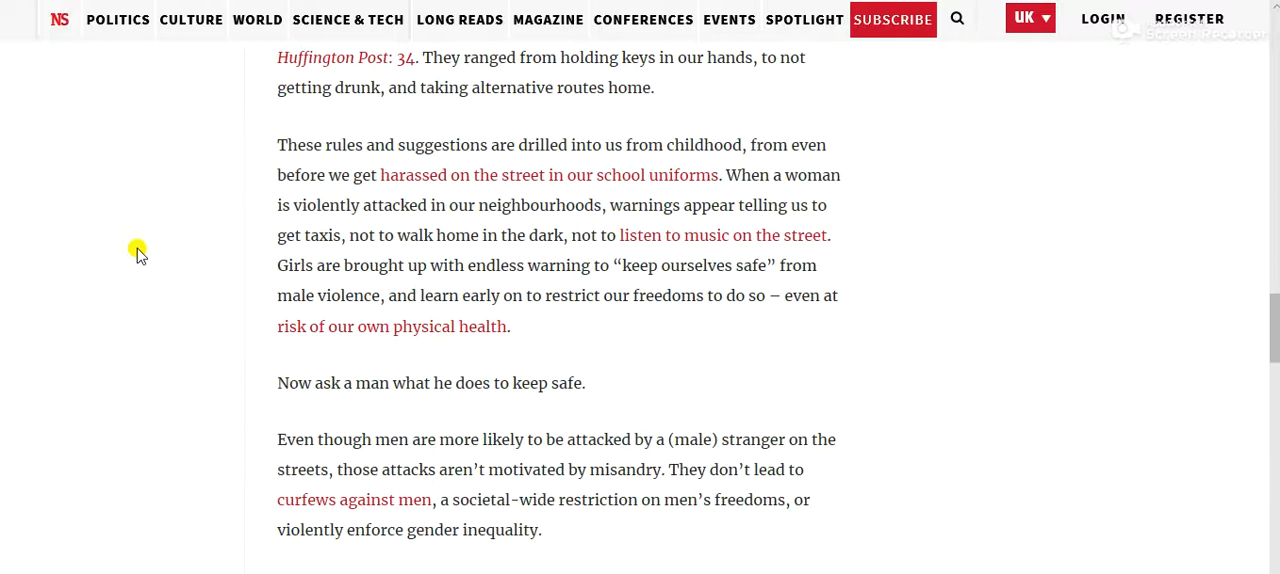 NS POLITICS CULTURE WORLD SCIENCE & TECH LONG READS MAGAZINE CONFERENCES EVENTS SPOTLIGHT SUBSCRIBE UK LOGIN REGISTER
Screen Recorder
Huffington Post: 34. They ranged from holding keys in our hands, to not
getting drunk, and taking alternative routes home.
These rules and suggestions are drilled into us from childhood, from even
before we get harassed on the street in our school uniforms. When a woman
is violently attacked in our neighbourhoods, warnings appear telling us to
get taxis, not to walk home in the dark, not to listen to music on the street.
Girls are brought up with endless warning to “keep ourselves safe” from
male violence, and learn early on to restrict our freedoms to do so – even at
risk of our own physical health.
Now ask a man what he does to keep safe.
Even though men are more likely to be attacked by a (male) stranger on the
streets, those attacks aren’t motivated by misandry. They don’t lead to
curfews against men, a societal-wide restriction on men’s freedoms, or
violently enforce gender inequality.